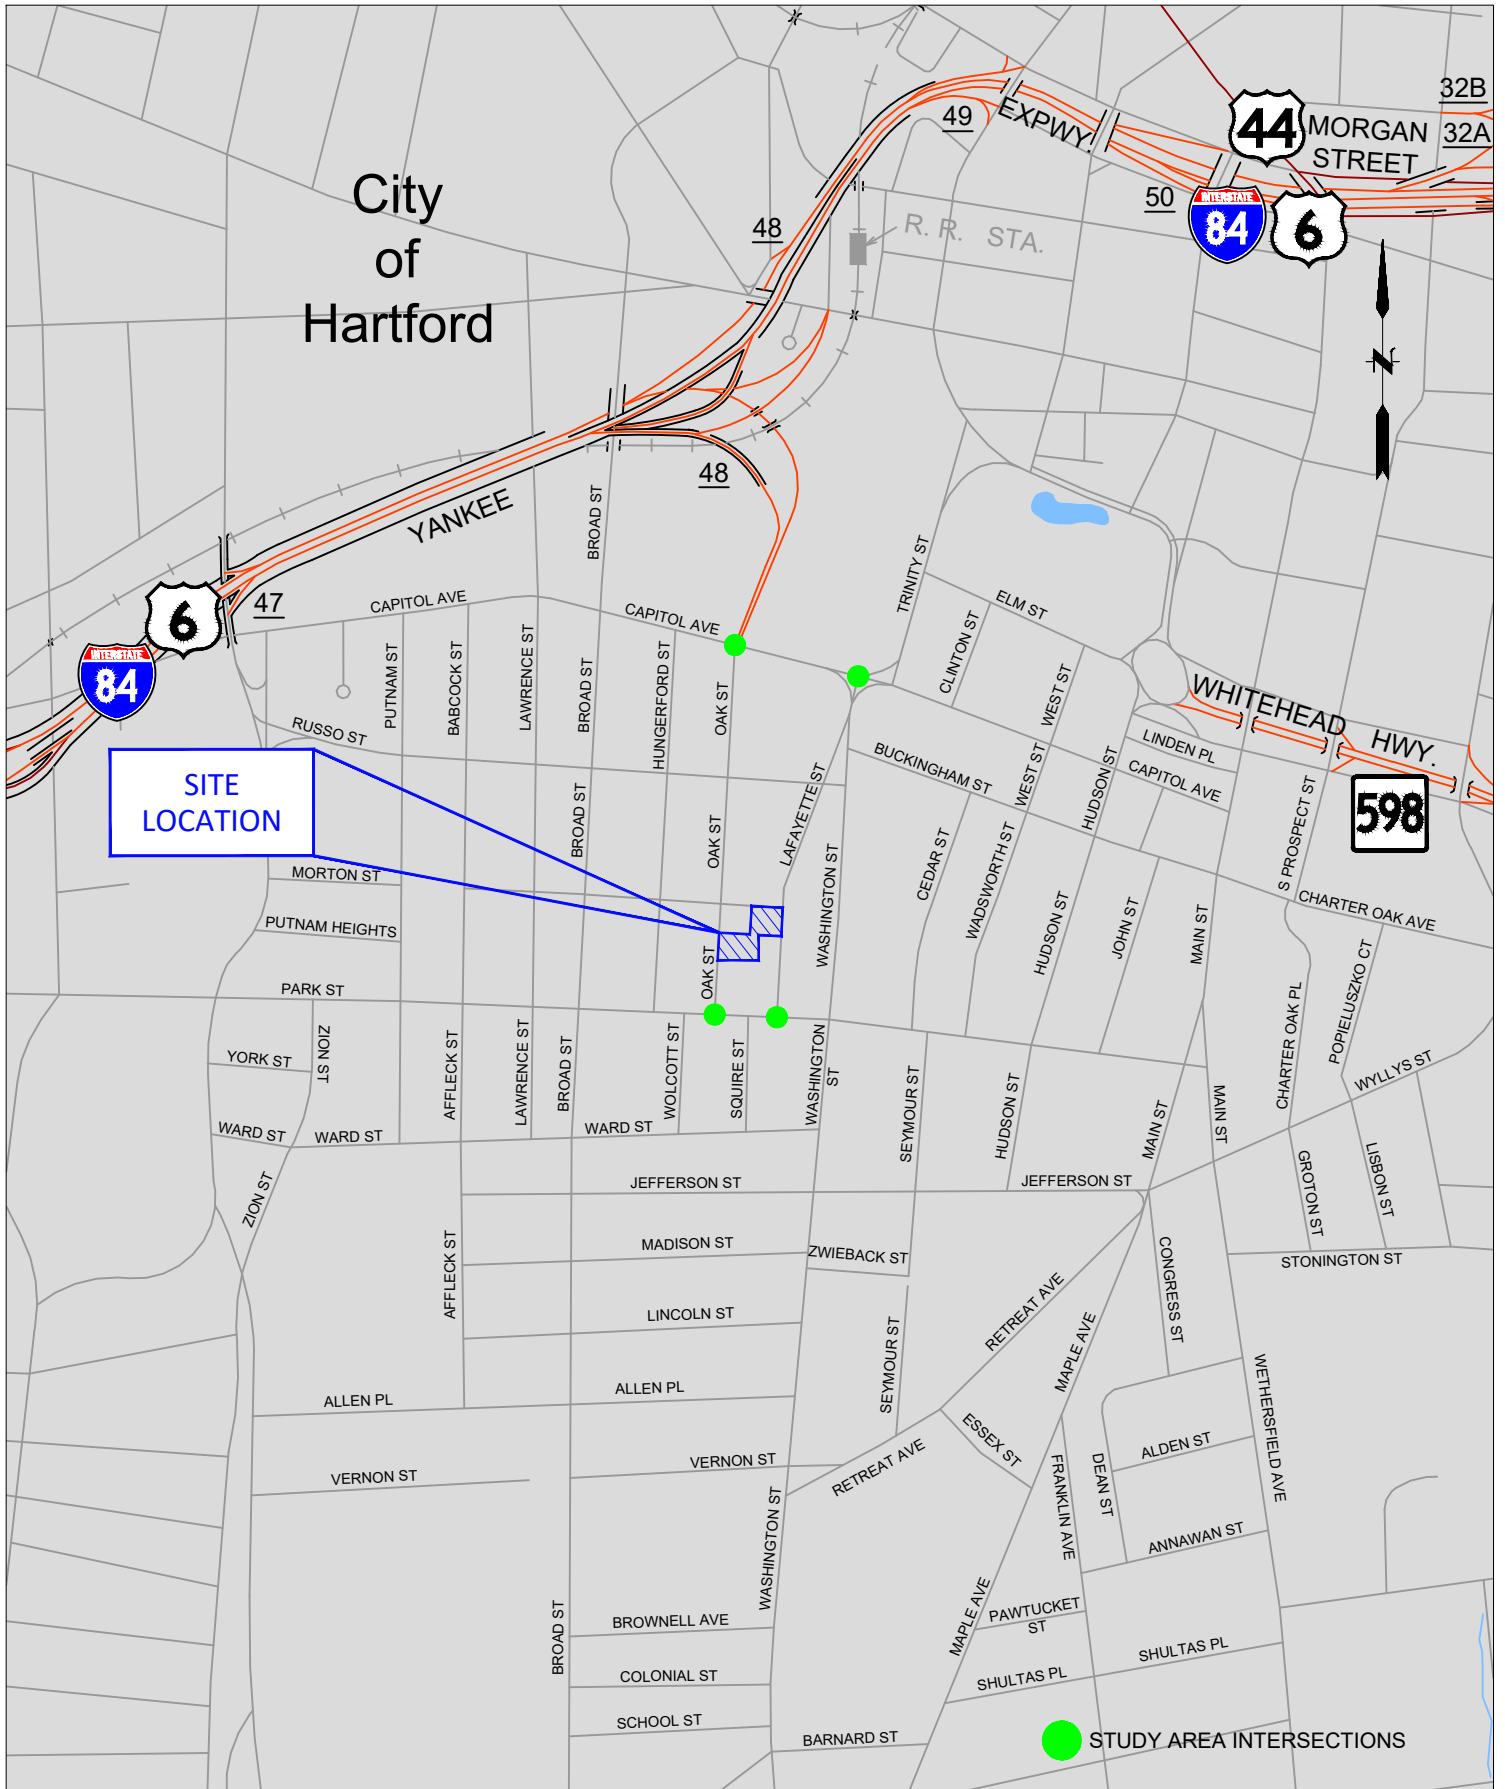 32B
49
EXPWY.
44
MORGAN
STREET
32A
City
of
Hartford
50
INTERSTATE
84
6
48
R. R. STA.
N
48
YANKEE
BROAD ST
TRINITY ST
6
47
CAPITOL AVE
CAPITOL AVE
ELM ST
CLINTON ST
INTERSTATE
84
PUTNAM ST
BABCOCK ST
LAWRENCE ST
BROAD ST
HUNGERFORD ST
OAK ST
WEST ST
WHITEHEAD
HWY.
RUSSO ST
BUCKINGHAM ST
WEST ST
HUDSON ST
LINDEN PL
CAPITOL AVE
598
SITE
LOCATION
BROAD ST
OAK ST
LAFAYETTE ST
WASHINGTON ST
CEDAR ST
WADSWORTH ST
S PROSPECT ST
MORTON ST
PUTNAM HEIGHTS
CHARTER OAK AVE
HUDSON ST
JOHN ST
MAIN ST
OAK ST
PARK ST
CHARTER OAK PL
POPIELUSZKO CT
ZION ST
YORK ST
AFFLECK ST
LAWRENCE ST
BROAD ST
WOLCOTT ST
SQUIRE ST
WASHINGTON
ST
SEYMOUR ST
HUDSON ST
MAIN ST
MAIN ST
WYLLYS ST
WARD ST
WARD ST
WARD ST
GROTON ST
LISBON ST
ZION ST
JEFFERSON ST
JEFFERSON ST
AFFLECK ST
MADISON ST
ZWIEBACK ST
CONGRESS ST
STONINGTON ST
LINCOLN ST
SEYMOUR ST
RETREAT AVE
MAPLE AVE
WETHERSFIELD AVE
ALLEN PL
ALLEN PL
VERNON ST
VERNON ST
RETREAT AVE
ESSEX ST
FRANKLIN AVE
DEAN ST
ALDEN ST
WASHINGTON ST
ANNAWAN ST
BROAD ST
BROWNELL AVE
MAPLE AVE
PAWTUCKET
ST
COLONIAL ST
SHULTAS PL
SHULTAS PL
SCHOOL ST
BARNARD ST
STUDY AREA INTERSECTIONS